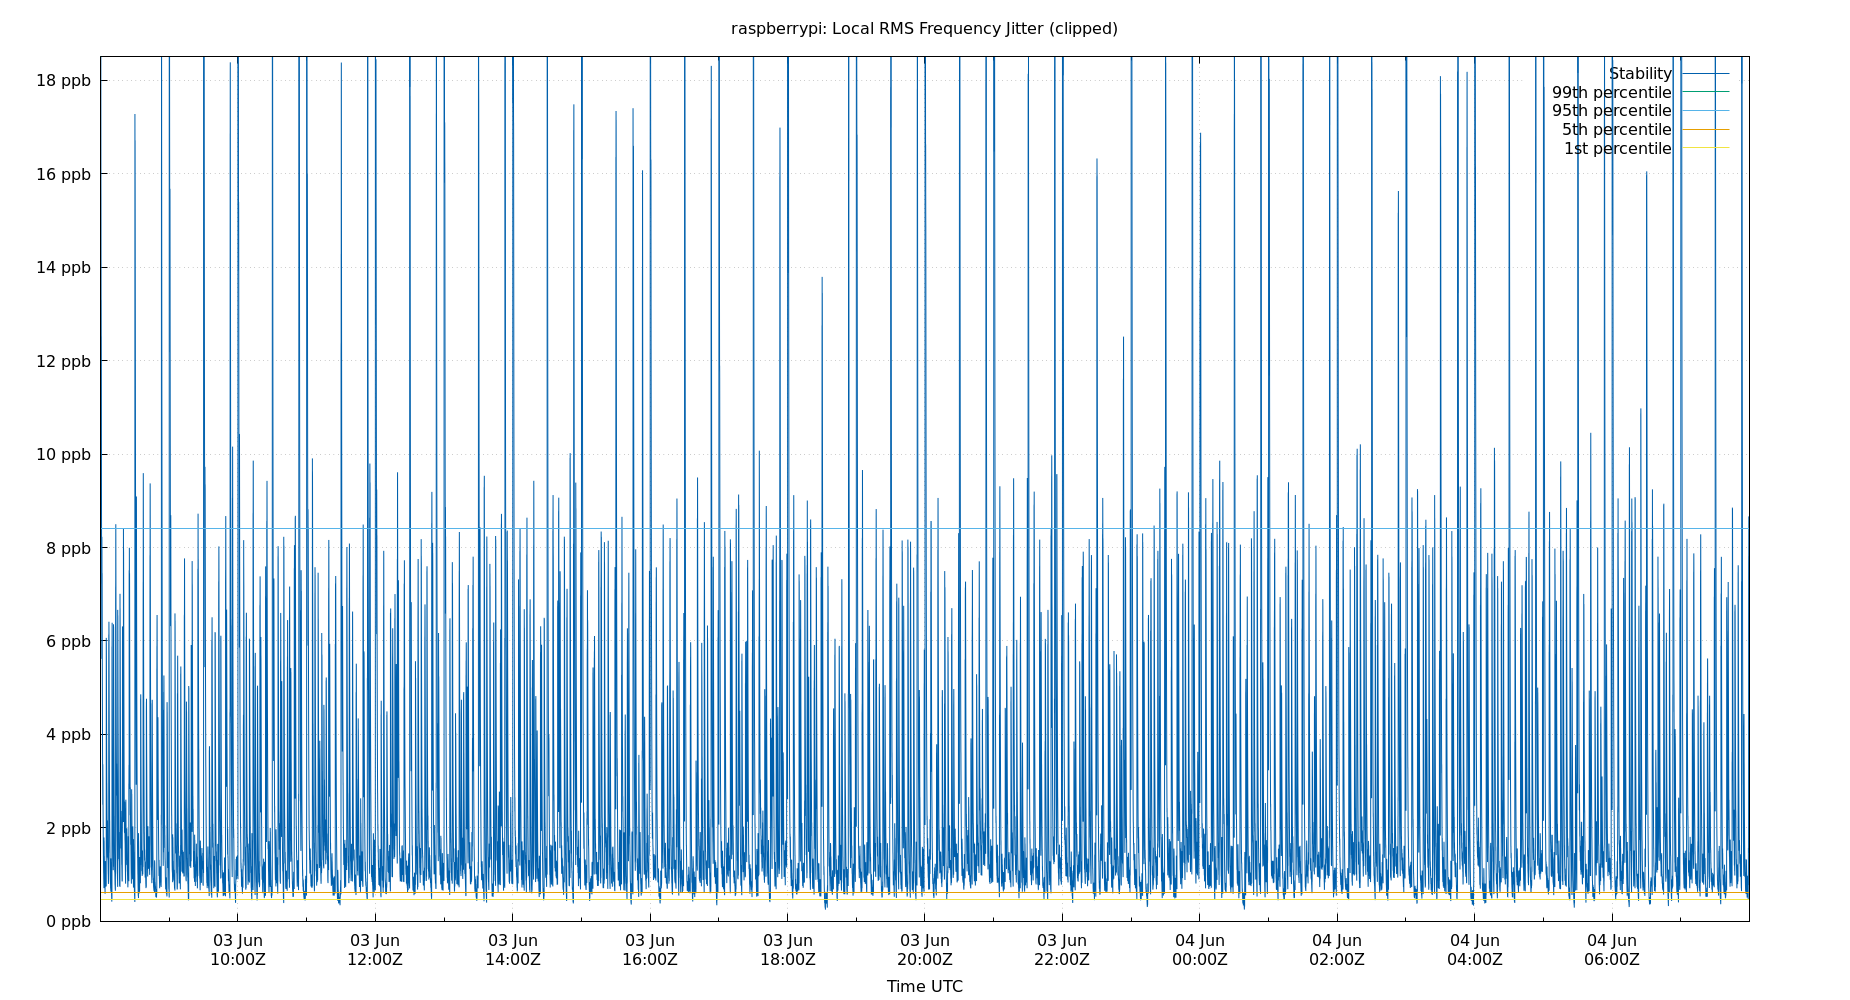 raspberrypi: Local RMS Frequency Jitter (clipped)
18 ppb
16 ppb
14 ppb
12 ppb
10 ppb
8 ppb
6 ppb
4 ppb
2 ppb
0 ppb
Stability
99th percentile
95th percentile
5th percentile
1st percentile
03 Jun 03 Jun 03 Jun 03 Jun 03 Jun 03 Jun 03 Jun 04 Jun 04 Jun 04 Jun 04 Jun
10:00Z 12:00Z 14:00Z 16:00Z 18:00Z 20:00Z 22:00Z 00:00Z 02:00Z 04:00Z 06:00Z
Time UTC